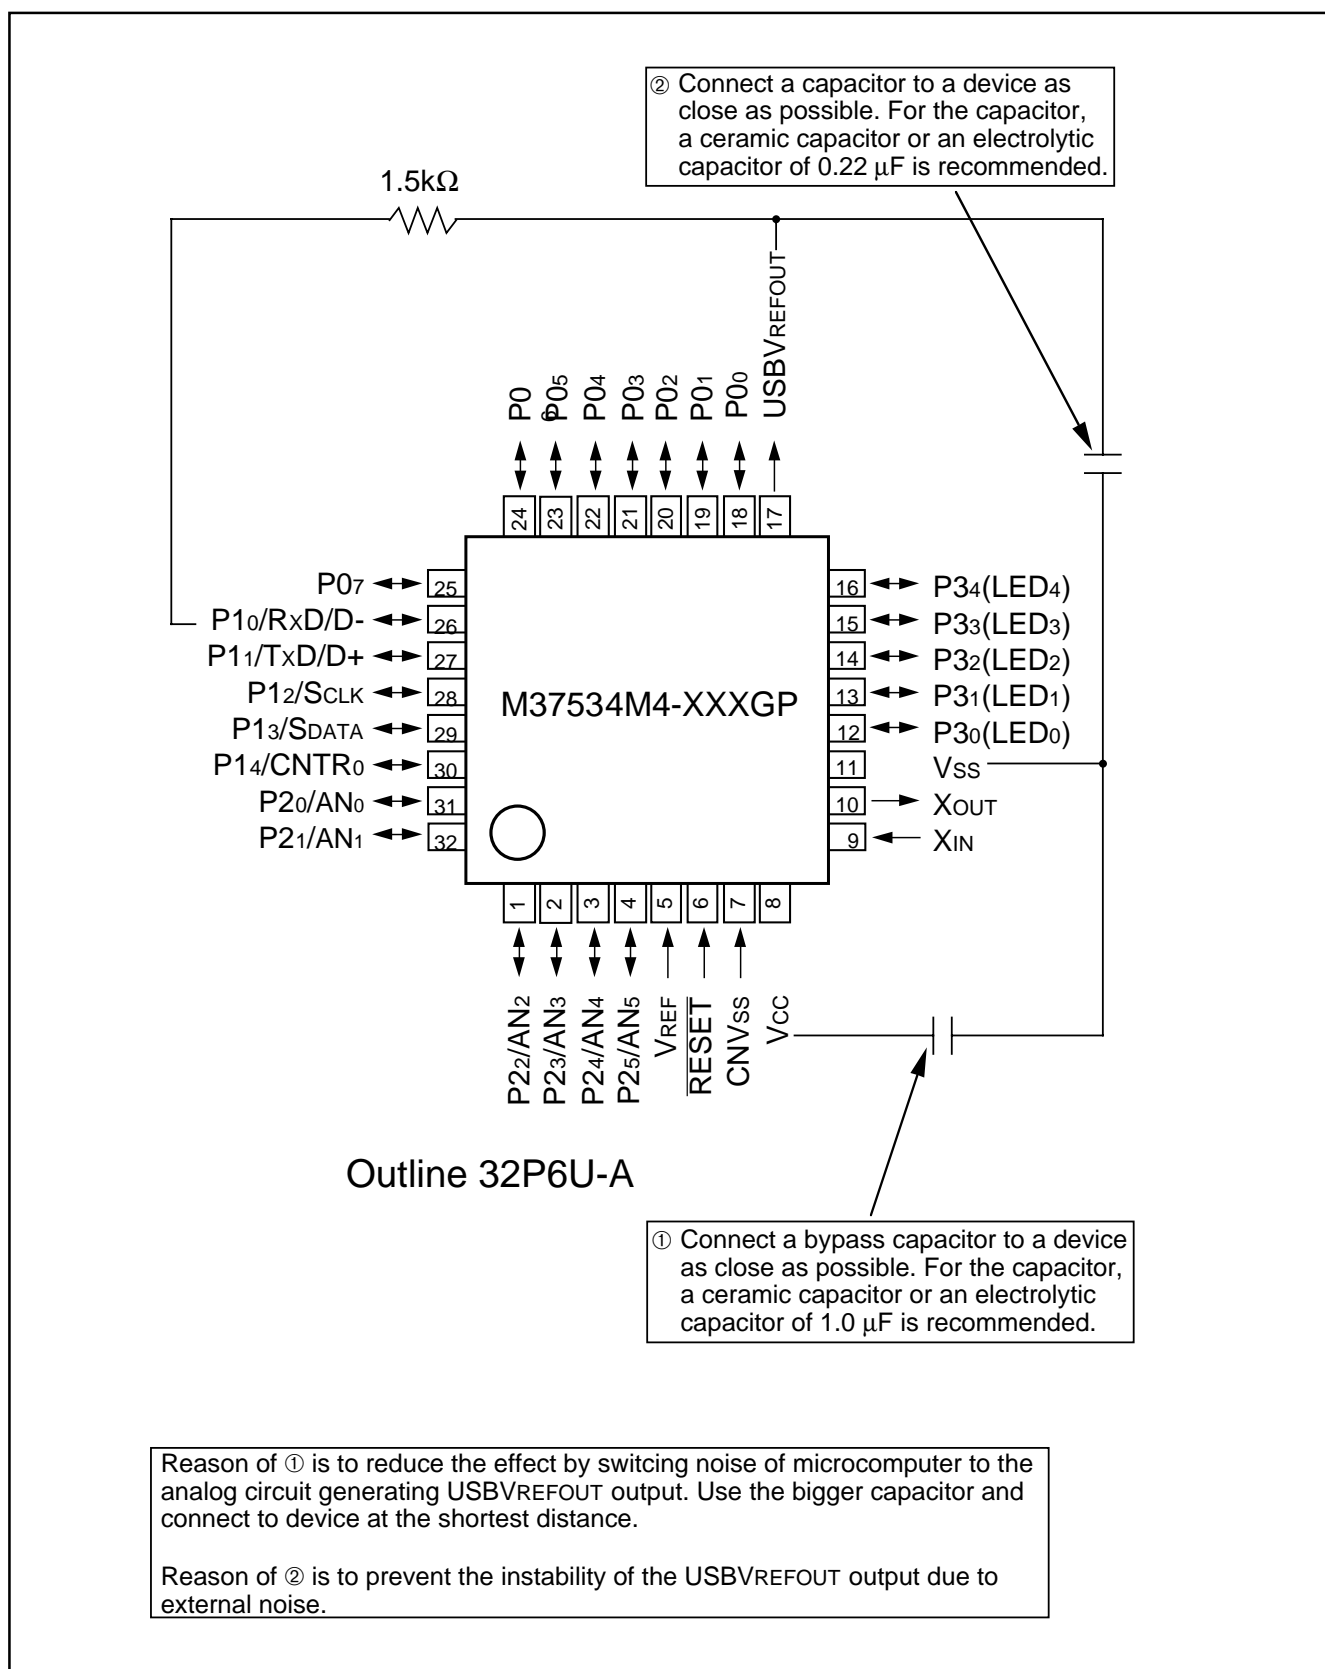 ② Connect a capacitor to a device as
close as possible. For the capacitor,
a ceramic capacitor or an electrolytic
capacitor of 0.22 μF is recommended.
1.5kΩ
USBVREFOUT
P06
P05
P04
P03
P02
P01
P00
24
23
22
21
20
19
18
17
P07
25
P10/RXD/D-
26
P11/TXD/D+
27
P12/SCLK
28
P13/SDATA
29
P14/CNTR0
30
P20/AN0
31
P21/AN1
32
M37534M4-XXXGP
16
P34(LED4)
15
P33(LED3)
14
P32(LED2)
13
P31(LED1)
12
P30(LED0)
11
VSS
10
XOUT
9
XIN
1
2
3
4
5
6
7
8
P22/AN2
P23/AN3
P24/AN4
P25/AN5
VREF
RESET
CNVSS
VCC
Outline 32P6U-A
① Connect a bypass capacitor to a device
as close as possible. For the capacitor,
a ceramic capacitor or an electrolytic
capacitor of 1.0 μF is recommended.
Reason of ① is to reduce the effect by switcing noise of microcomputer to the
analog circuit generating USBVREFOUT output. Use the bigger capacitor and
connect to device at the shortest distance.
Reason of ② is to prevent the instability of the USBVREFOUT output due to
external noise.